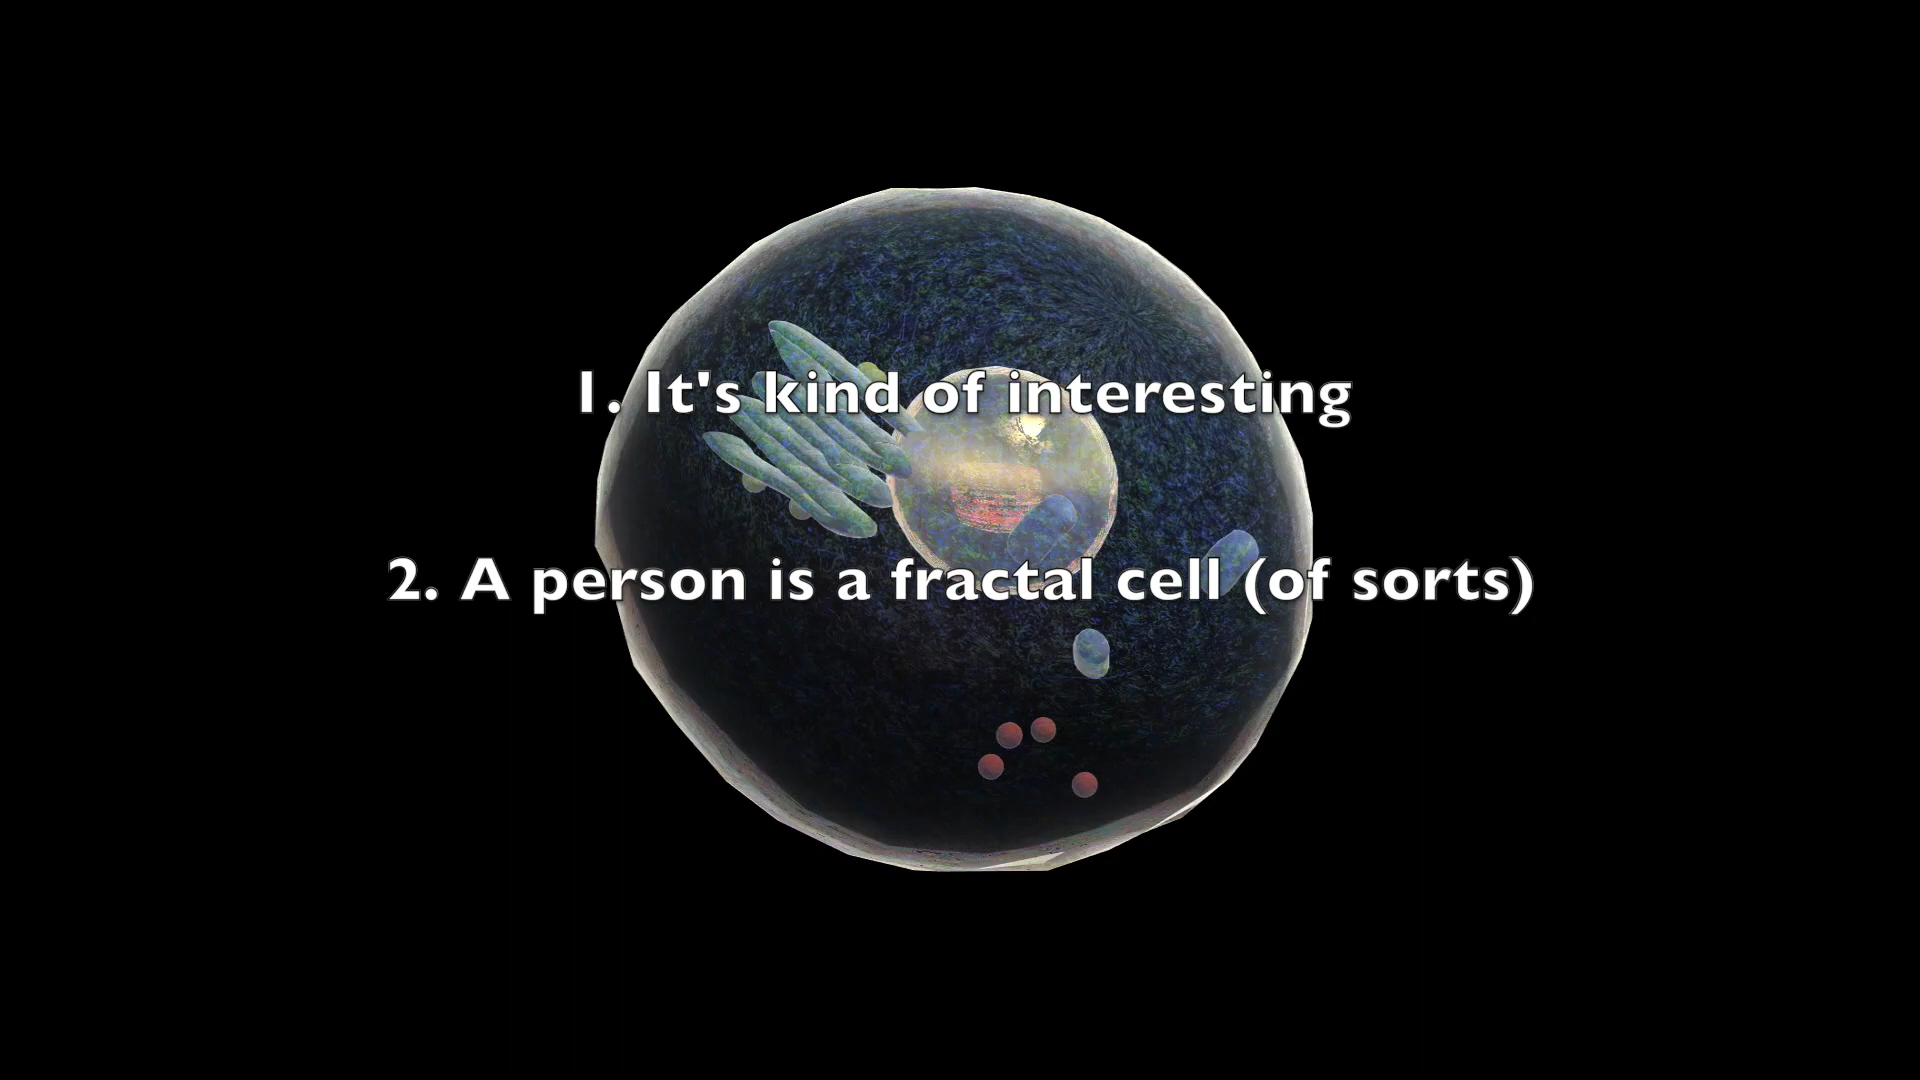 1. It's kind of interesting
2. A person is a fractal cell (of sorts)